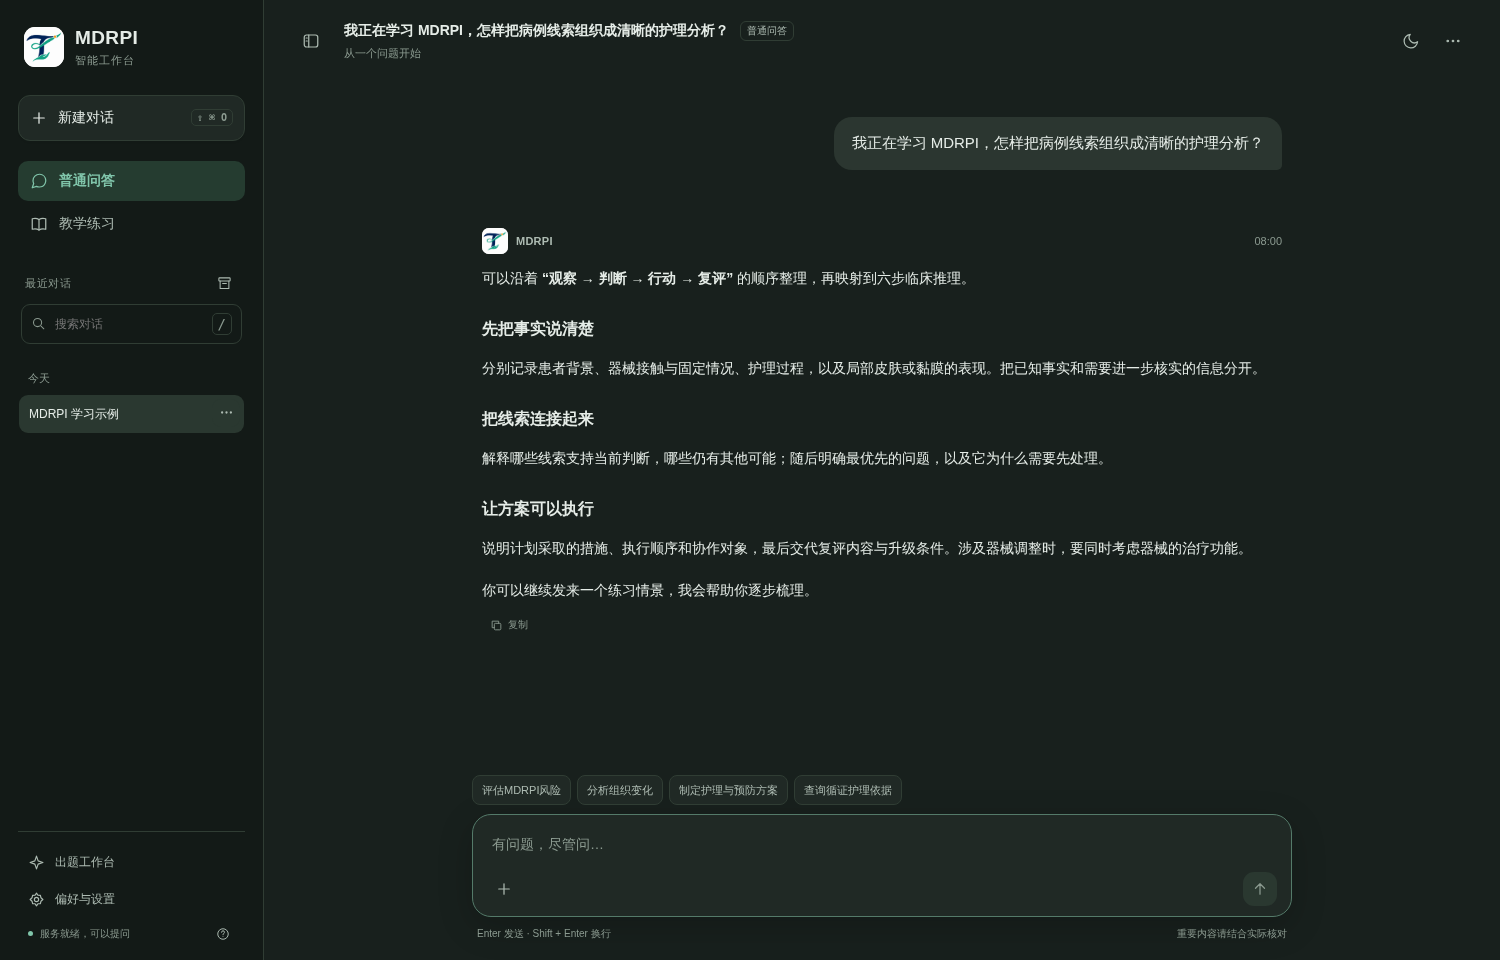 MDRPI
智能工作台
新建对话
⇧ ⌘ O
普通问答
教学练习
最近对话
搜索对话
/
今天
MDRPI 学习示例
出题工作台
偏好与设置
服务就绪，可以提问
我正在学习 MDRPI，怎样把病例线索组织成清晰的护理分析？
普通问答
从一个问题开始
我正在学习 MDRPI，怎样把病例线索组织成清晰的护理分析？
MDRPI
08:00
可以沿着 “观察 → 判断 → 行动 → 复评” 的顺序整理，再映射到六步临床推理。
先把事实说清楚
分别记录患者背景、器械接触与固定情况、护理过程，以及局部皮肤或黏膜的表现。把已知事实和需要进一步核实的信息分开。
把线索连接起来
解释哪些线索支持当前判断，哪些仍有其他可能；随后明确最优先的问题，以及它为什么需要先处理。
让方案可以执行
说明计划采取的措施、执行顺序和协作对象，最后交代复评内容与升级条件。涉及器械调整时，要同时考虑器械的治疗功能。
你可以继续发来一个练习情景，我会帮助你逐步梳理。
复制
评估MDRPI风险
分析组织变化
制定护理与预防方案
查询循证护理依据
有问题，尽管问…
Enter 发送 · Shift + Enter 换行
重要内容请结合实际核对